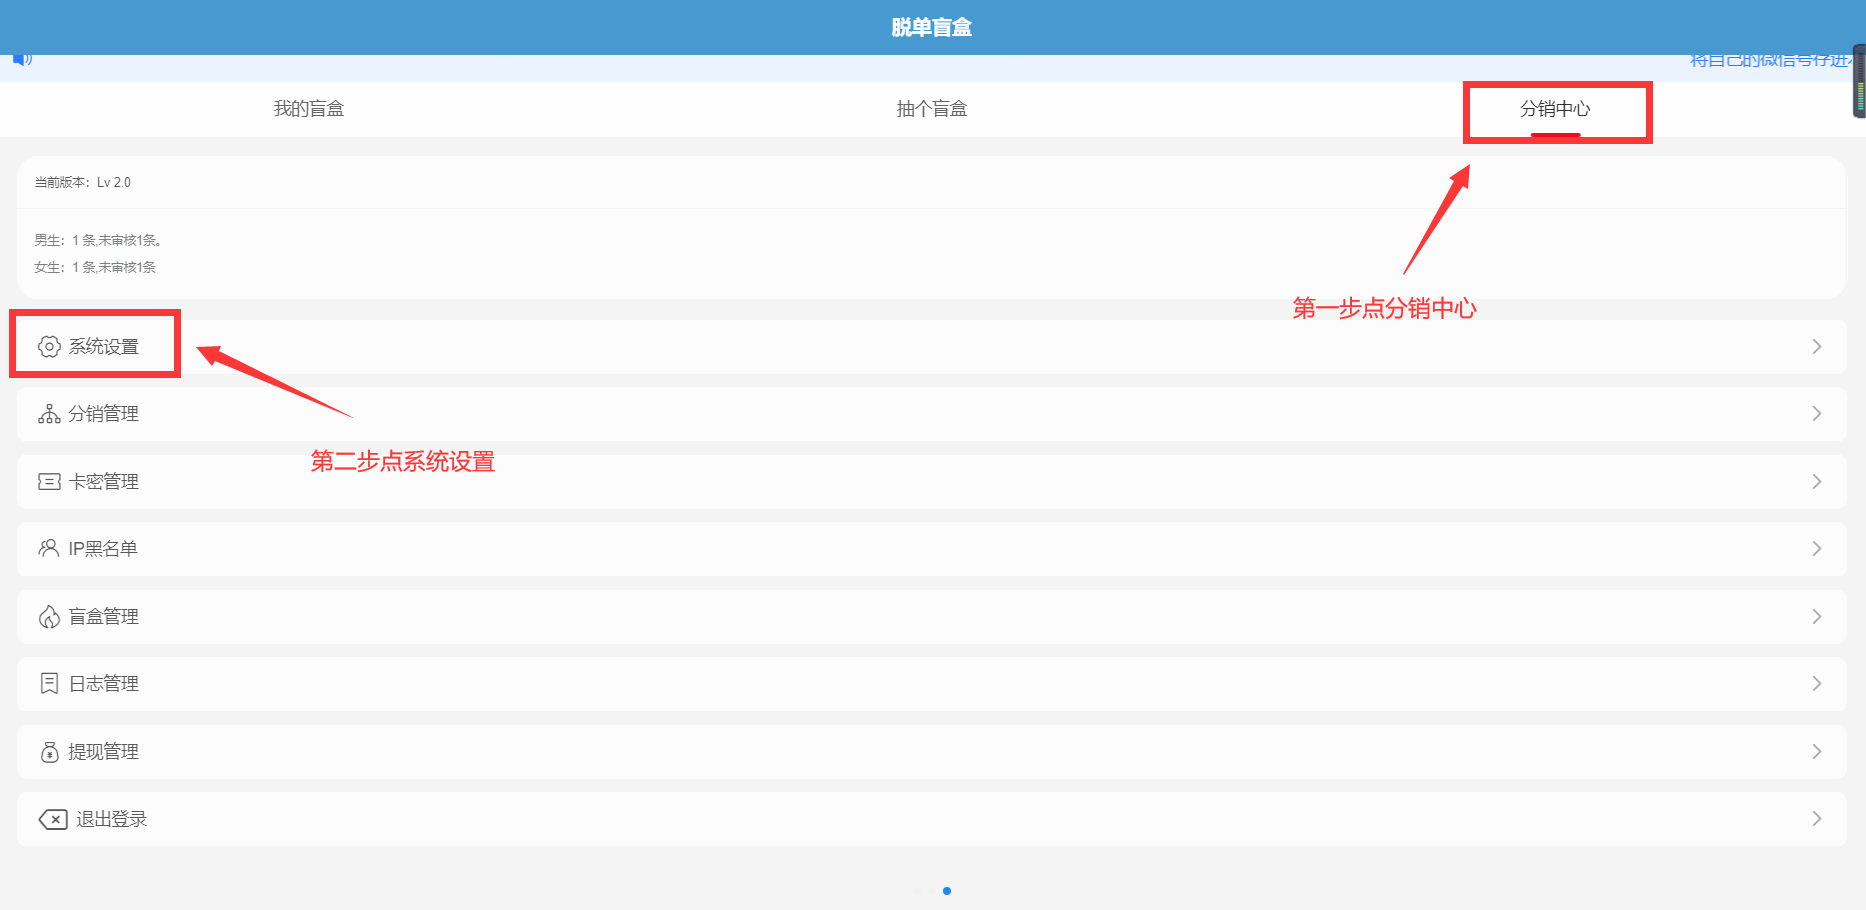 脱单盲盒
将自己的微信号存进
我的盲盒
抽个盲盒
分销中心
当前版本：Lv 2.0
男生：1 条,未审核1条。
女生：1 条,未审核1条
第一步点分销中心
系统设置
分销管理
第二步点系统设置
卡密管理
IP黑名单
盲盒管理
日志管理
提现管理
退出登录